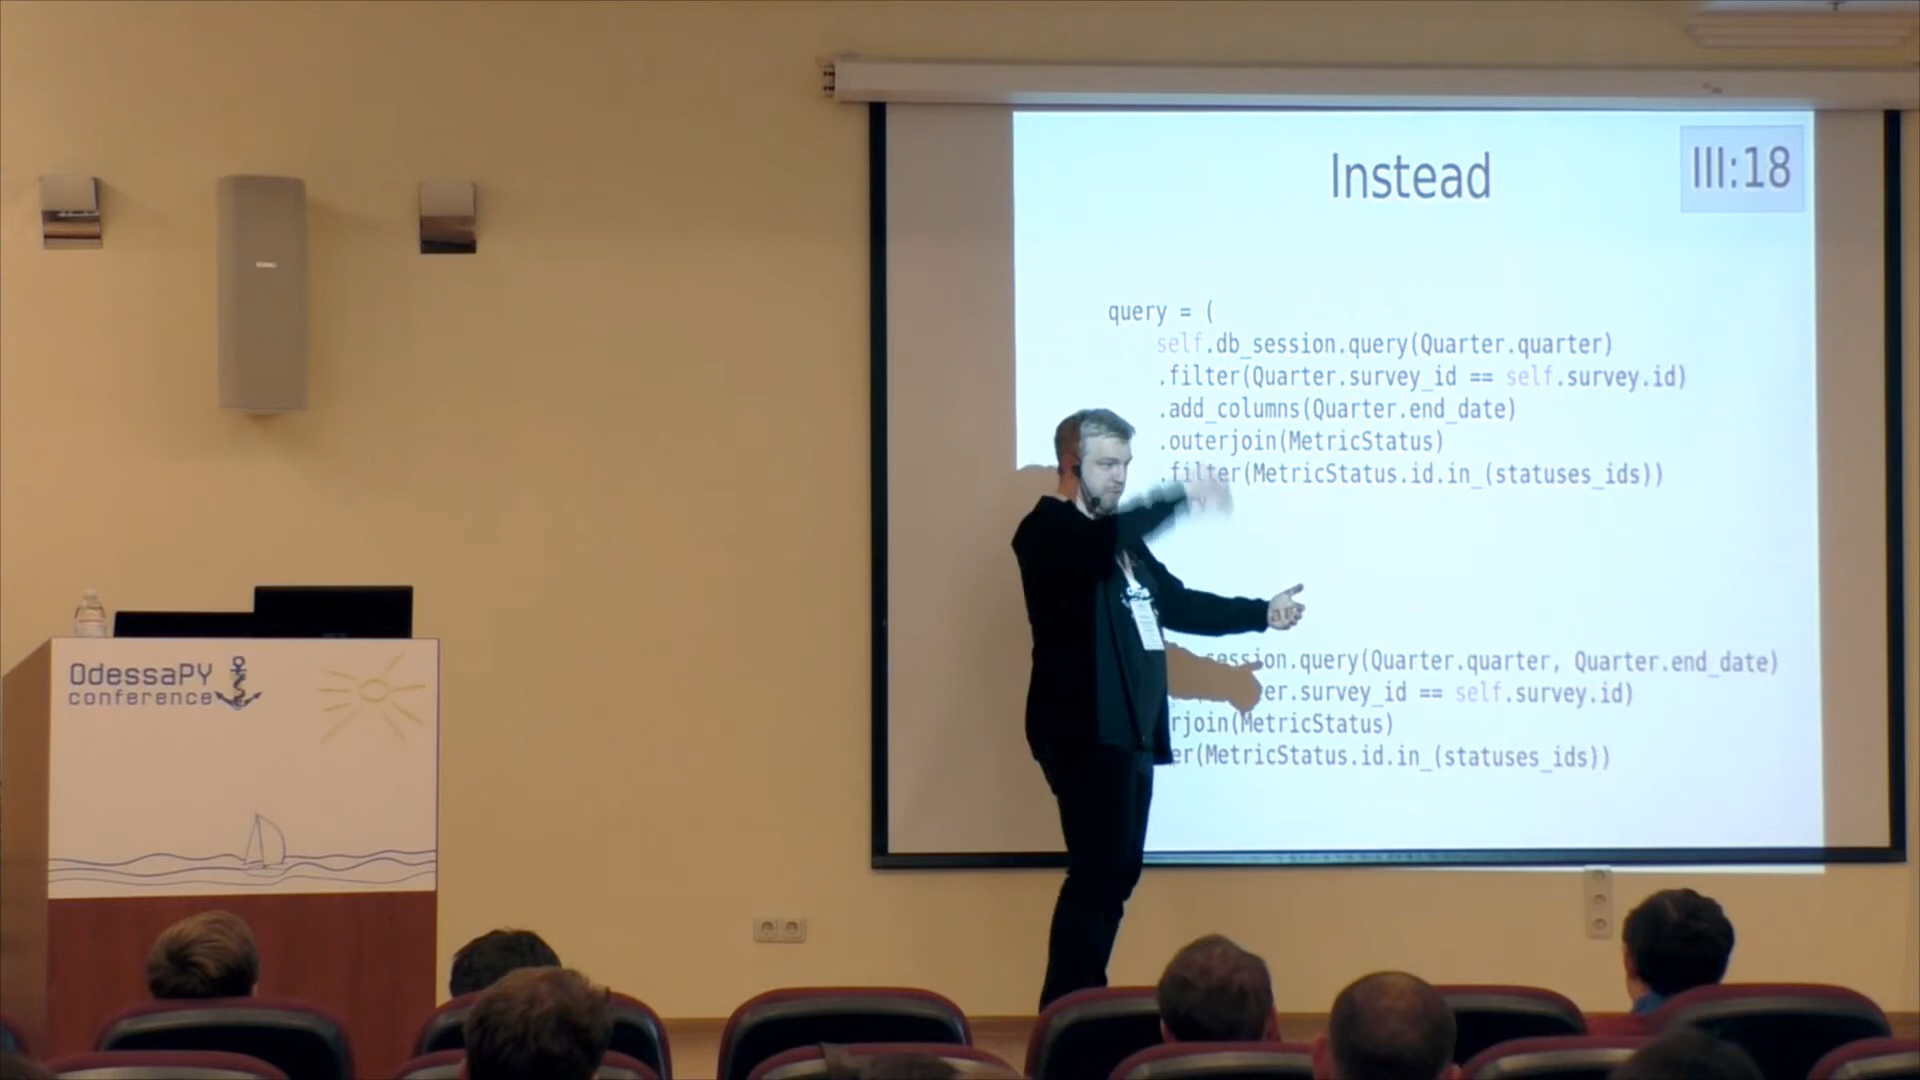 Instead
III:18
query = (
self.db_session.query(Quarter.quarter)
.filter(Quarter.survey_id == self.survey.id)
.add_columns(Quarter.end_date)
.outerjoin(MetricStatus)
.filter(MetricStatus.id.in_(statuses_ids))
session.query(Quarter.quarter, Quarter.end_date)
er.survey_id == self.survey.id)
rjoin(MetricStatus)
er(MetricStatus.id.in_(statuses_ids))
OdessaPY
conference